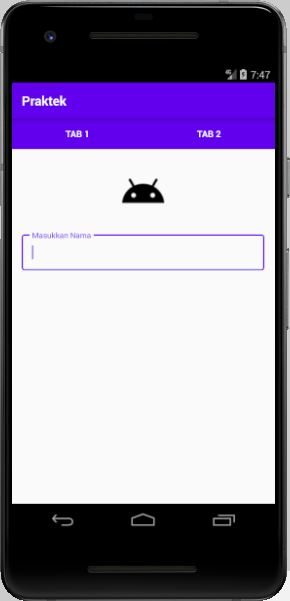 7:47
Praktek
TAB 1 TAB 2
Masukkan Nama